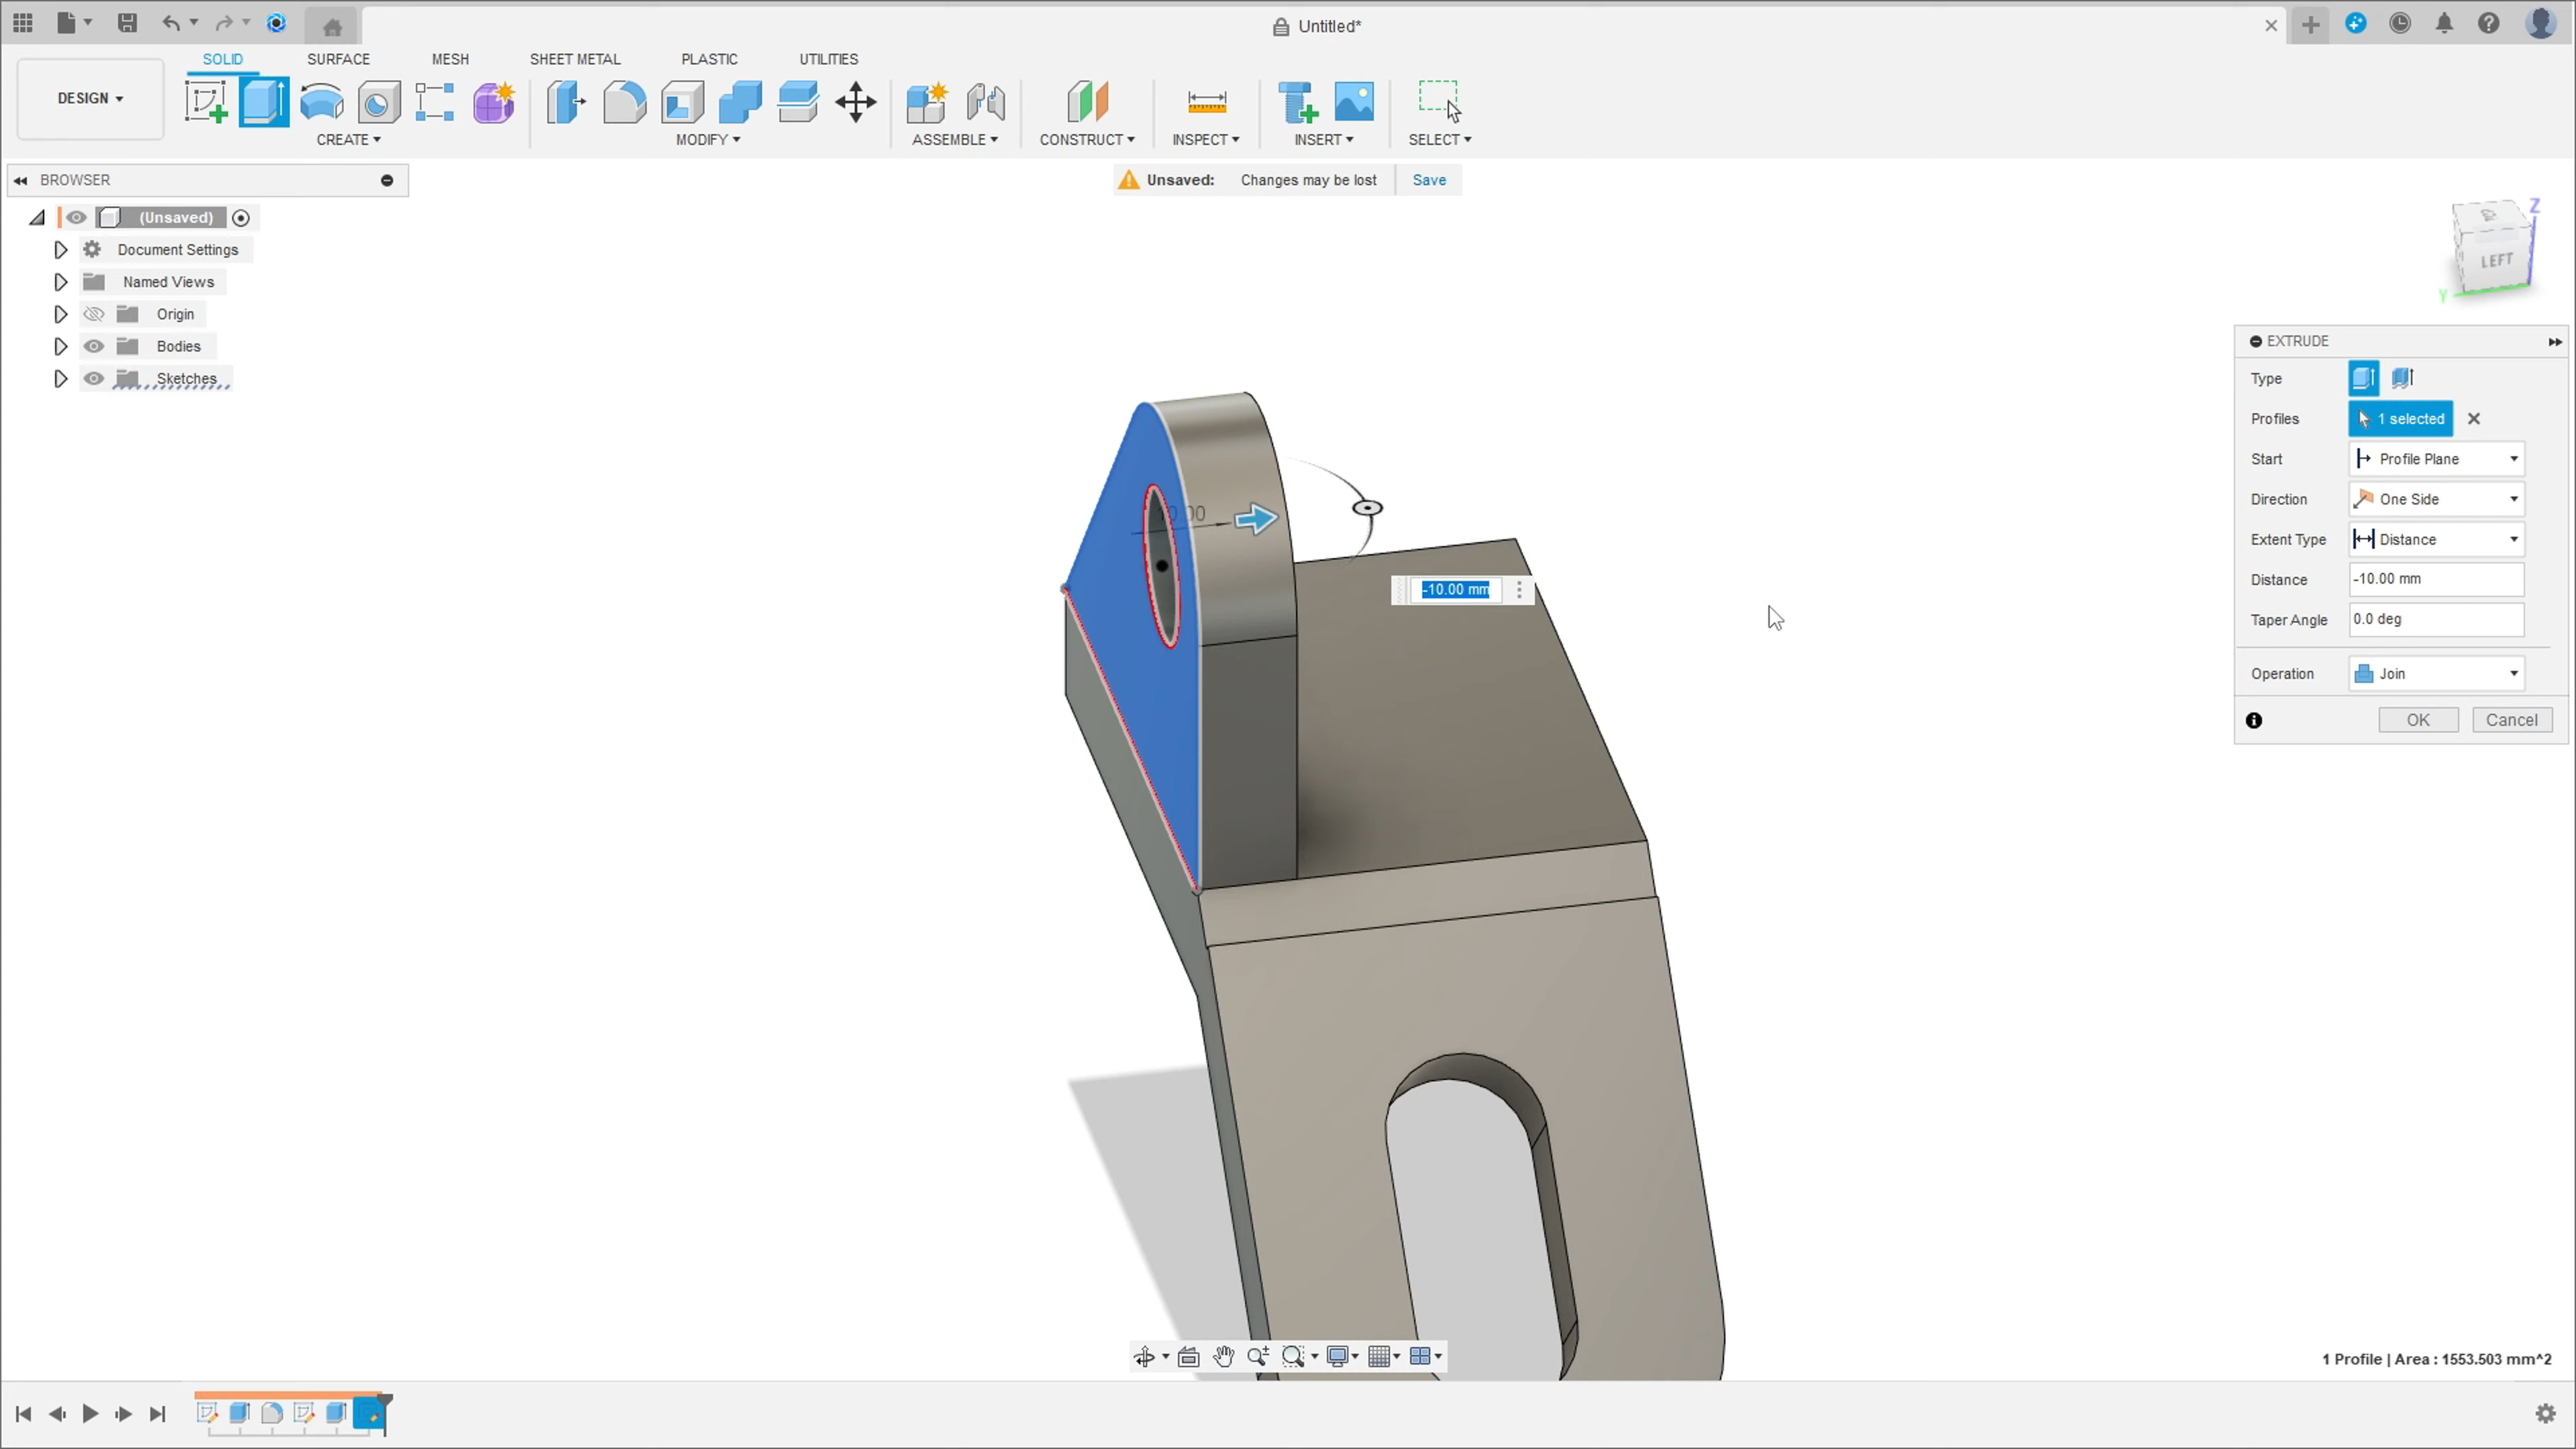 Untitled*
SOLID SURFACE MESH SHEET METAL PLASTIC UTILITIES
DESIGN
CREATE MODIFY ASSEMBLE CONSTRUCT INSPECT INSERT SELECT
BROWSER
Unsaved: Changes may be lost Save
(Unsaved)
Document Settings
Named Views
Origin
Bodies
Sketches
Z
LEFT
Y
EXTRUDE
Type
Profiles 1 selected
Start Profile Plane
Direction One Side
Extent Type Distance
Distance -10.00 mm
Taper Angle 0.0 deg
Operation Join
OK Cancel
-10.00 mm
1 Profile | Area : 1553.503 mm^2